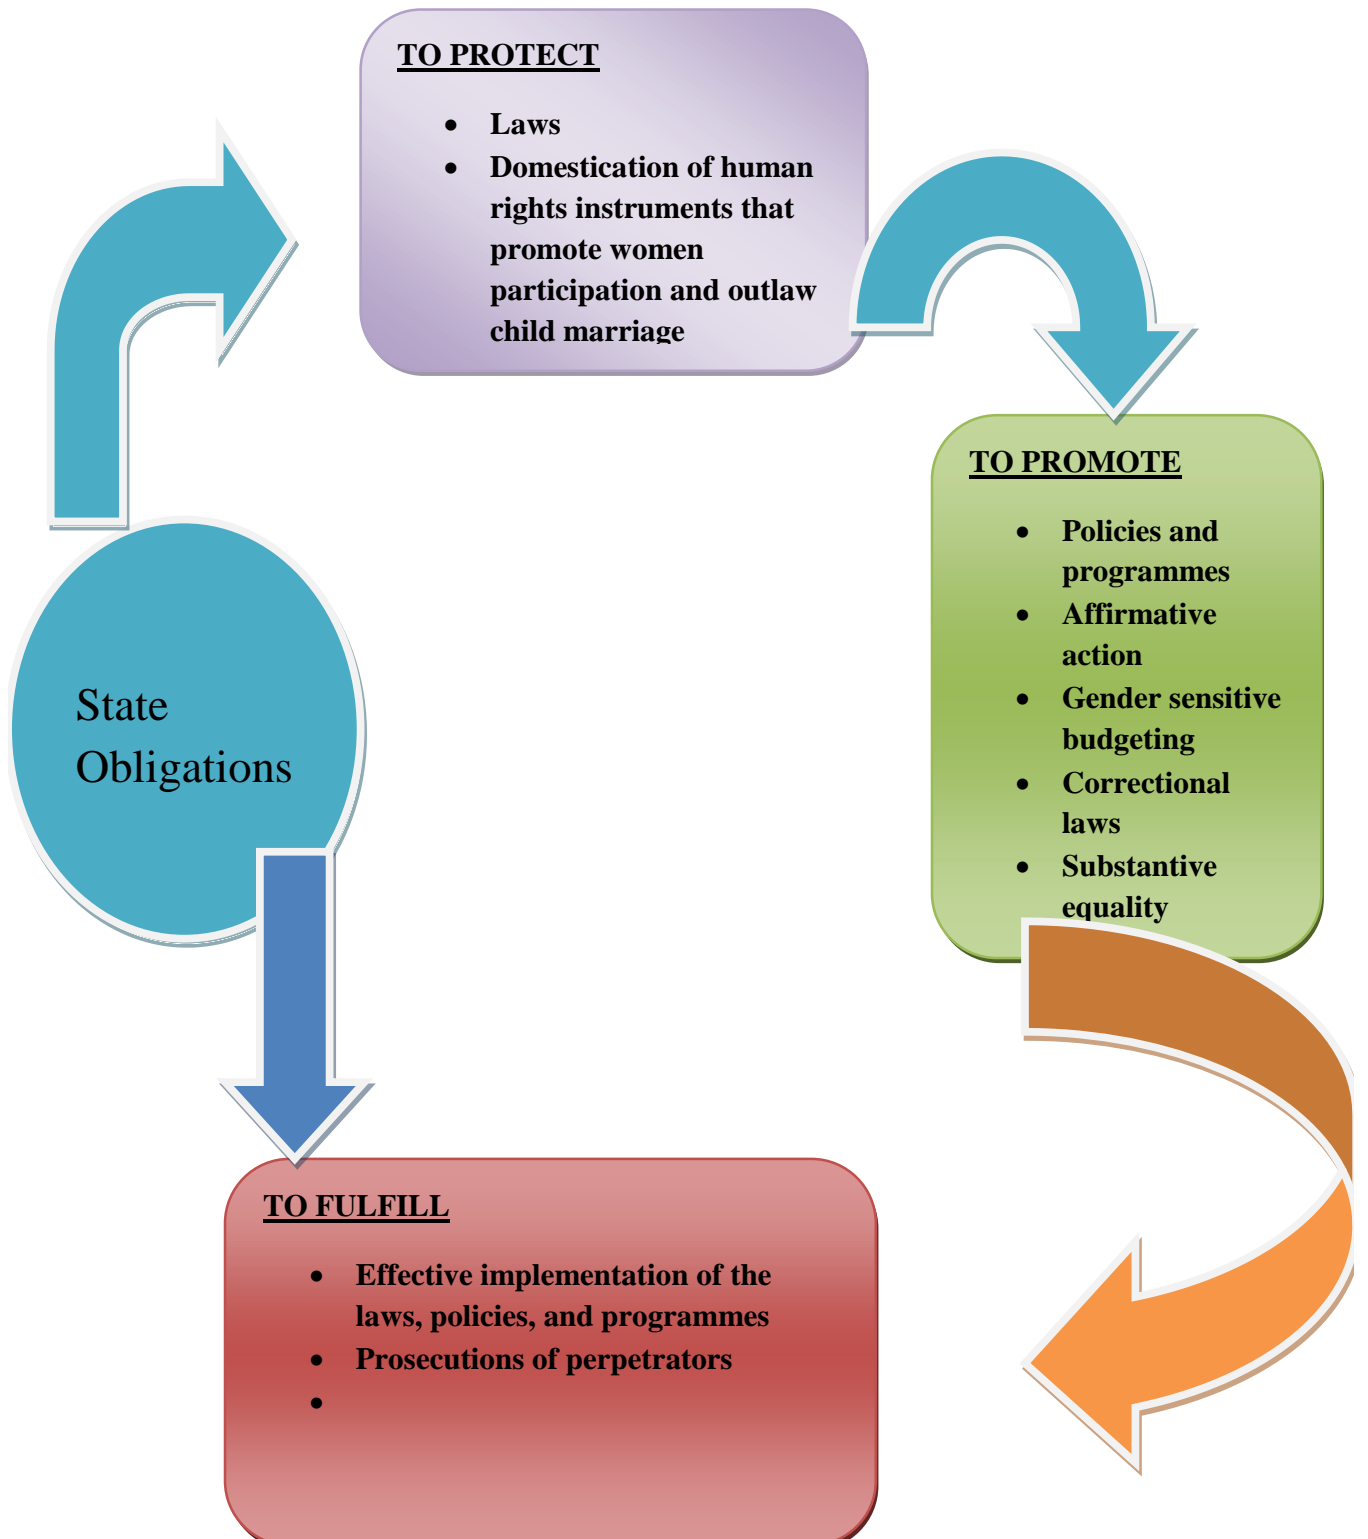 TO PROTECT
• Laws
• Domestication of human
rights instruments that
promote women
participation and outlaw
child marriage
TO PROMOTE
• Policies and
programmes
• Affirmative
action
• Gender sensitive
budgeting
• Correctional
laws
• Substantive
equality
State
Obligations
TO FULFILL
• Effective implementation of the
laws, policies, and programmes
• Prosecutions of perpetrators
•